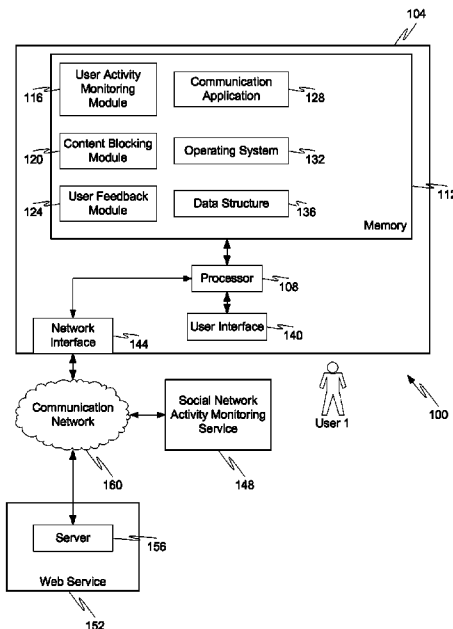 104
User Activity
Monitoring
Module
116
Communication
Application
128
Content Blocking
Module
120
Operating System
132
User Feedback
Module
124
Data Structure
136
112
Memory
Processor
108
Network
Interface
144
User Interface
140
Communication
Network
160
Social Network
Activity Monitoring
Service
148
User 1
100
Server
156
Web Service
152